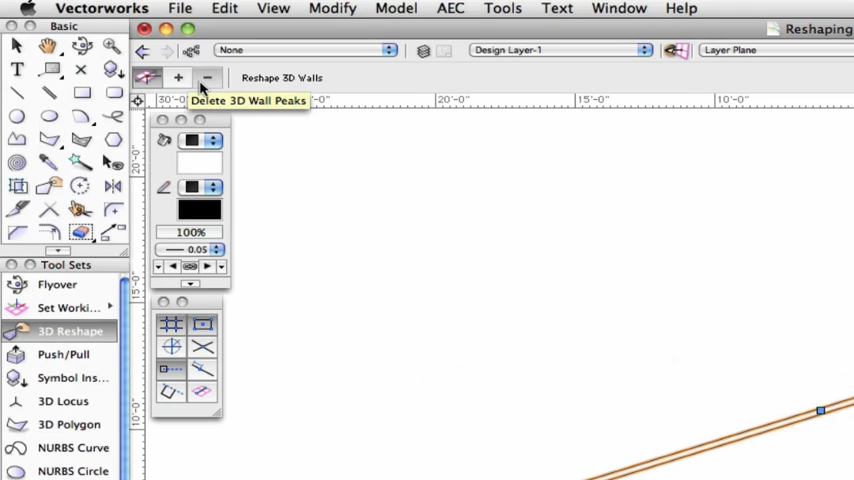 Vectorworks File Edit View Modify Model AEC Tools Text Window Help
Basic
Reshaping
None
Design Layer-1
Layer Plane
Reshape 3D Walls
Delete 3D Wall Peaks
30'-0"
20'-0"
15'-0"
10'-0"
20'-0"
15'-0"
10'-0"
100%
0.05
Tool Sets
Flyover
Set Worki...
3D Reshape
Push/Pull
Symbol Ins...
3D Locus
3D Polygon
NURBS Curve
NURBS Circle